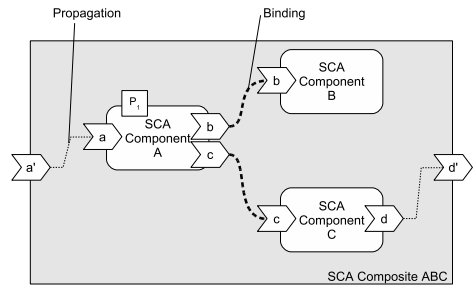 Propagation
Binding
P1
SCA
Component
A
a
b
c
a'
b
SCA
Component
B
c
SCA
Component
C
d
d'
SCA Composite ABC